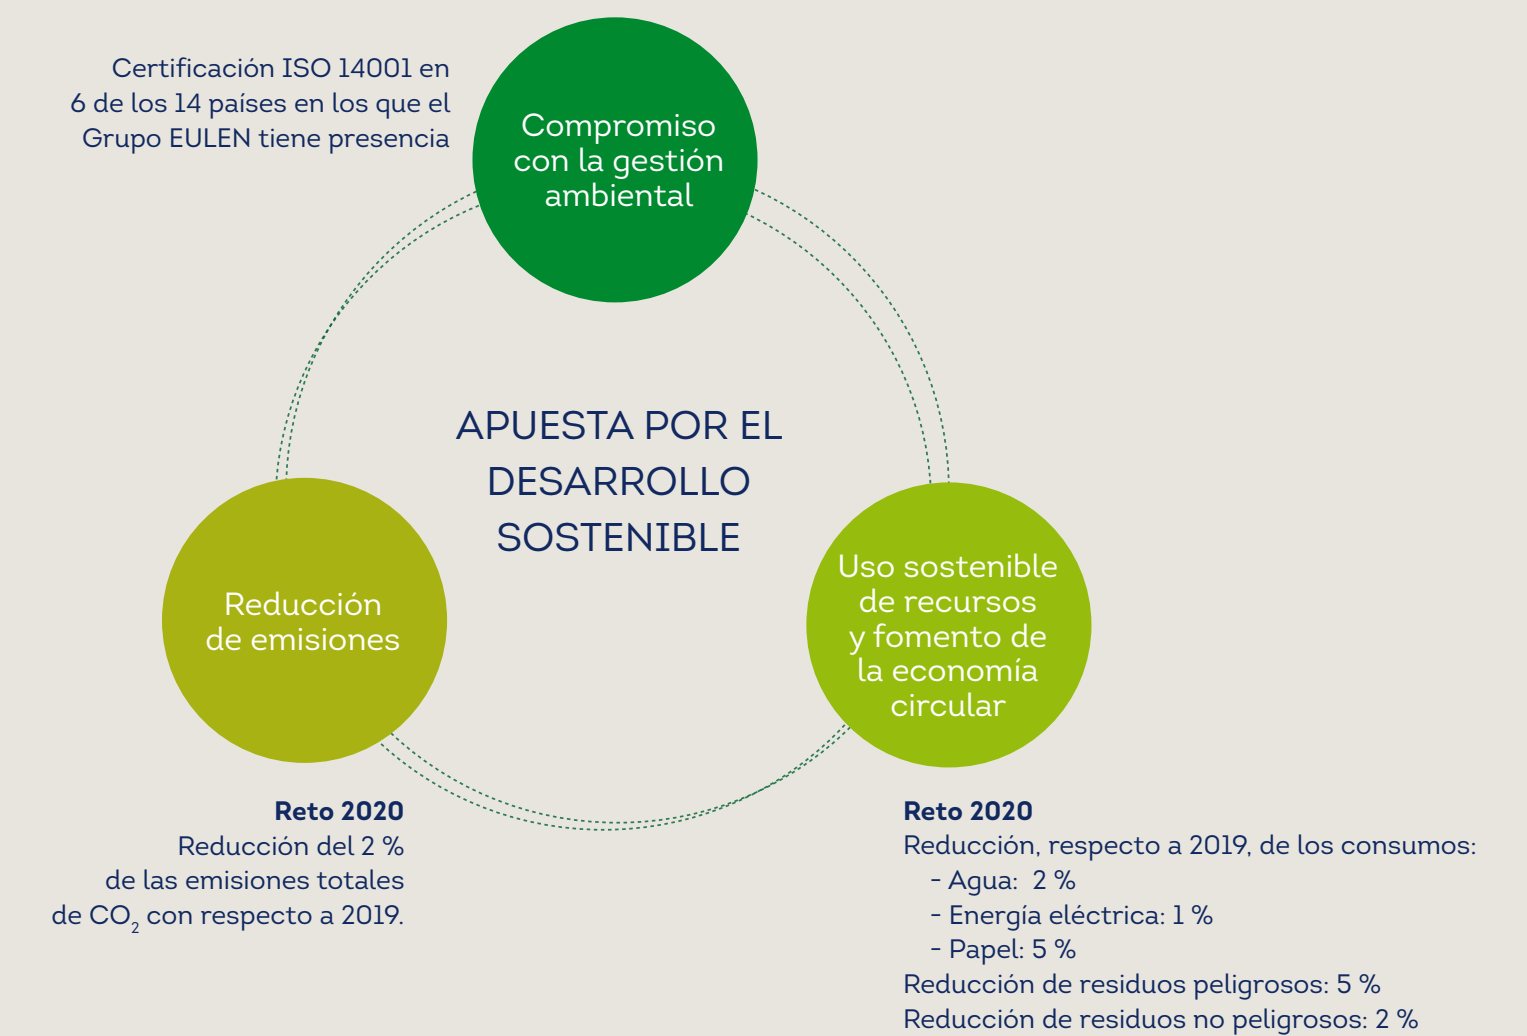 Certificación ISO 14001 en
6 de los 14 países en los que el
Grupo EULEN tiene presencia
Compromiso
con la gestión
ambiental
APUESTA POR EL
DESARROLLO
SOSTENIBLE
Reducción
de emisiones
Uso sostenible
de recursos
y fomento de
la economía
circular
Reto 2020
Reducción del 2 %
de las emisiones totales
de CO₂ con respecto a 2019.
Reto 2020
Reducción, respecto a 2019, de los consumos:
- Agua: 2 %
- Energía eléctrica: 1 %
- Papel: 5 %
Reducción de residuos peligrosos: 5 %
Reducción de residuos no peligrosos: 2 %